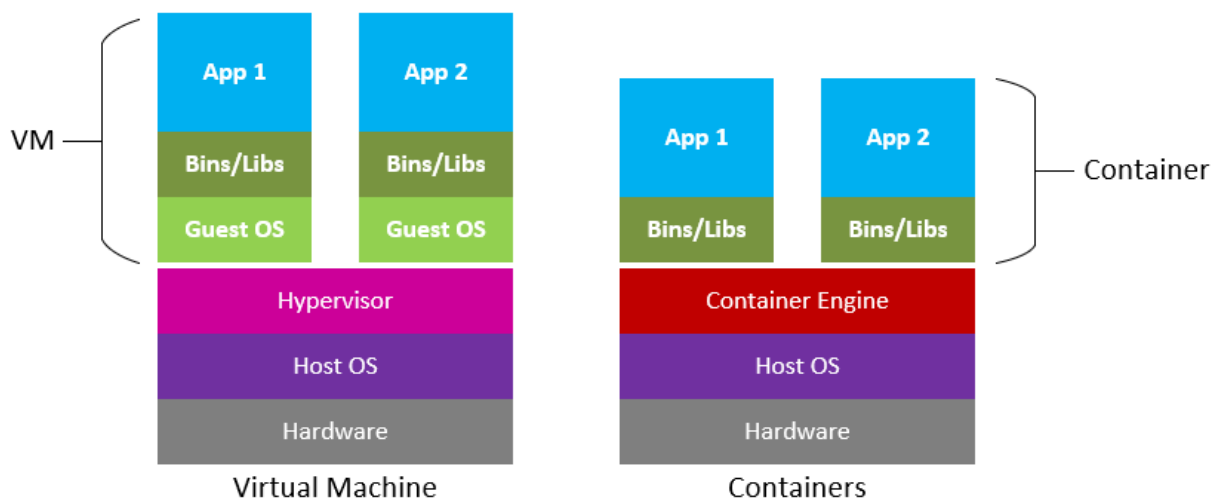 App 1
App 2
Bins/Libs
Bins/Libs
Guest OS
Guest OS
VM
Hypervisor
Host OS
Hardware
Virtual Machine
App 1
App 2
Bins/Libs
Bins/Libs
Container
Container Engine
Host OS
Hardware
Containers